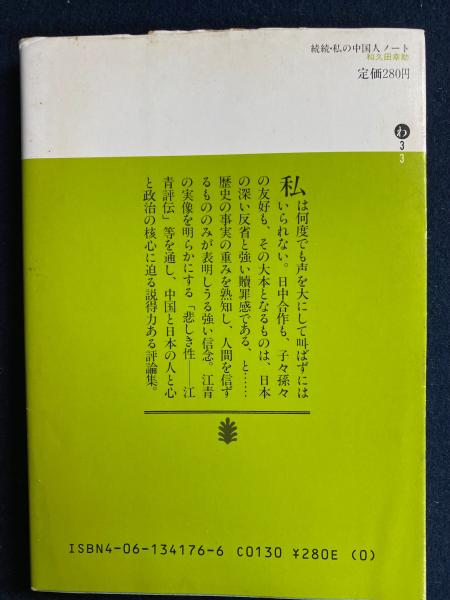 続続・私の中国人ノート
和久田幸助
定価280円
わ
3
3
私は何度でも声を大にして叫ばずには
いられない。日中合作も、子々孫々
の友好も、その大本となるものは、日本
の深い反省と強い贖罪感である、と……
歴史の事実の重みを熟知し、人間を信ず
るもののみが表明しうる強い信念。江青
の実像を明らかにする「悲しき性──江
青評伝」等を通し、中国と日本の人と心
と政治の核心に迫る説得力ある評論集。
ISBN4-06-134176-6 C0130 ¥280E (0)